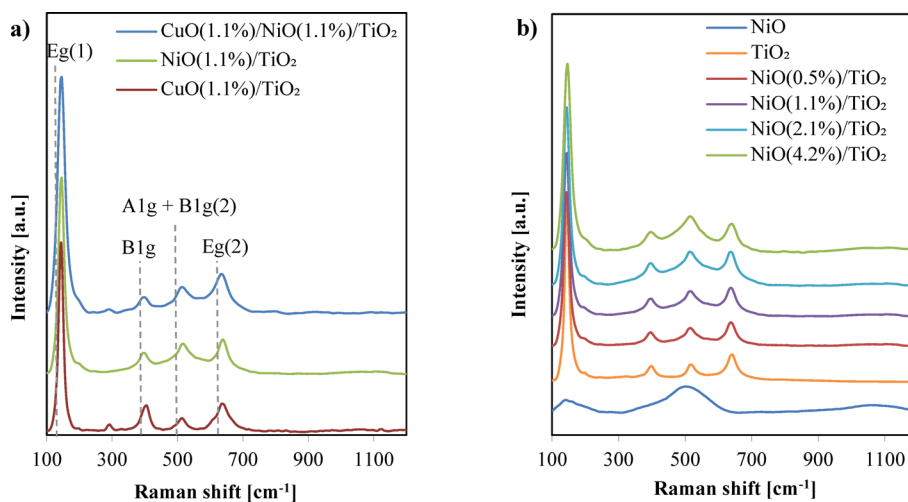 a)
CuO(1.1%)/NiO(1.1%)/TiO₂
NiO(1.1%)/TiO₂
CuO(1.1%)/TiO₂
Eg(1)
A1g + B1g(2)
B1g
Eg(2)
Intensity [a.u.]
100 300 500 700 900 1100
Raman shift [cm⁻¹]
b)
NiO
TiO₂
NiO(0.5%)/TiO₂
NiO(1.1%)/TiO₂
NiO(2.1%)/TiO₂
NiO(4.2%)/TiO₂
Intensity [a.u.]
100 300 500 700 900 1100
Raman shift [cm⁻¹]